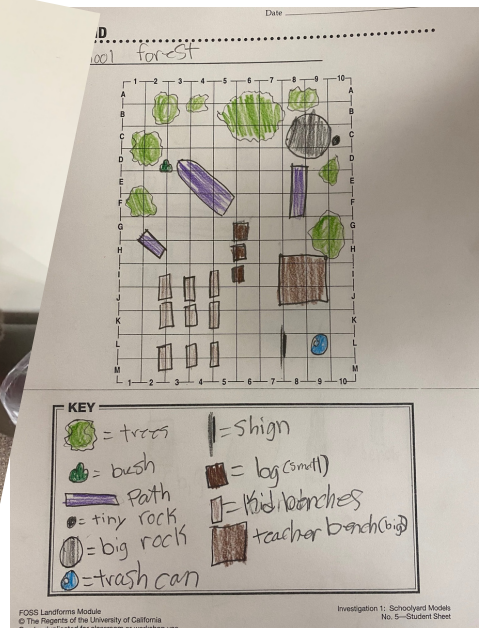 Date
D
ool forest
1 2 3 4 5 6 7 8 9 10
A A
B B
C C
D D
E E
F F
G G
H H
I I
J J
K K
L L
M M
1 2 3 4 5 6 7 8 9 10
KEY
= trees
= bush
Path
= tiny rock
= big rock
= trash can
= shign
= log (small)
= Kid benches
teacher bench (big)
FOSS Landforms Module
© The Regents of the University of California
Investigation 1: Schoolyard Models
No. 5—Student Sheet